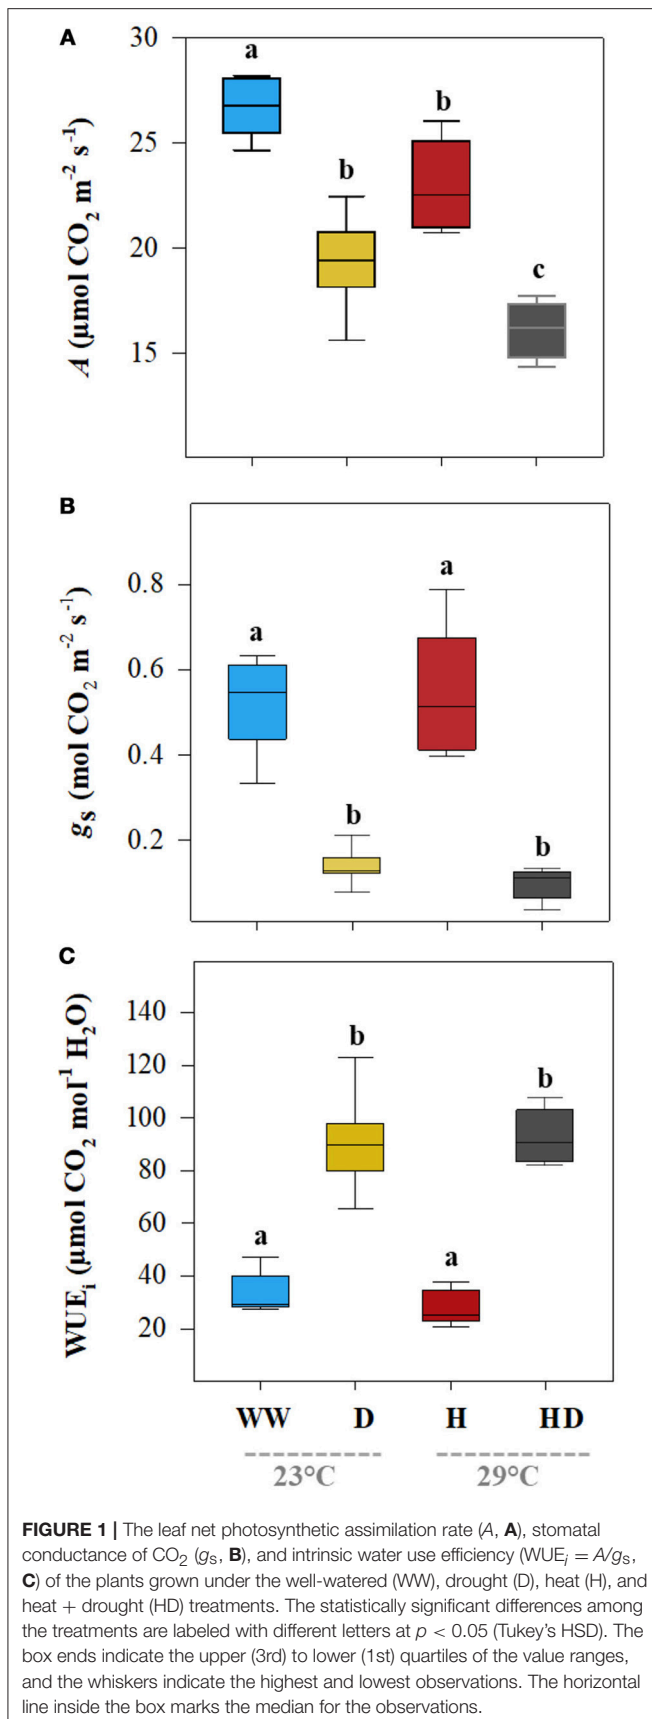 A
30
25
20
15
A (µmol CO₂ m⁻² s⁻¹)
a
b
b
c
B
0.8
0.6
0.4
0.2
gₛ (mol CO₂ m⁻² s⁻¹)
a
b
a
b
C
140
120
100
80
60
40
20
WUEᵢ (µmol CO₂ mol⁻¹ H₂O)
a
b
a
b
WW D H HD
23°C 29°C
FIGURE 1 | The leaf net photosynthetic assimilation rate (A, A), stomatal
conductance of CO₂ (gₛ, B), and intrinsic water use efficiency (WUEᵢ = A/gₛ,
C) of the plants grown under the well-watered (WW), drought (D), heat (H), and
heat + drought (HD) treatments. The statistically significant differences among
the treatments are labeled with different letters at p < 0.05 (Tukey's HSD). The
box ends indicate the upper (3rd) to lower (1st) quartiles of the value ranges,
and the whiskers indicate the highest and lowest observations. The horizontal
line inside the box marks the median for the observations.